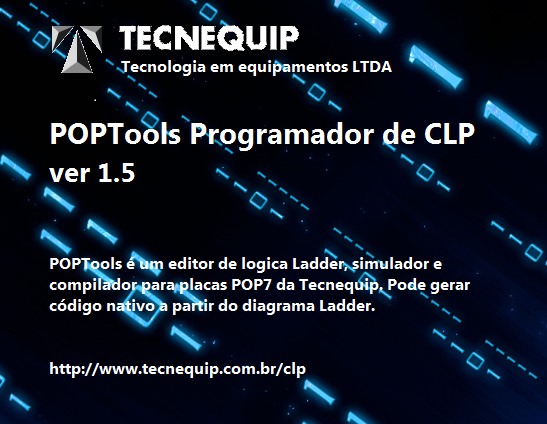 TECNEQUIP
Tecnologia em equipamentos LTDA
POPTools Programador de CLP
ver 1.5
POPTools é um editor de logica Ladder, simulador e
compilador para placas POP7 da Tecnequip, Pode gerar
código nativo a partir do diagrama Ladder.
http://www.tecnequip.com.br/clp